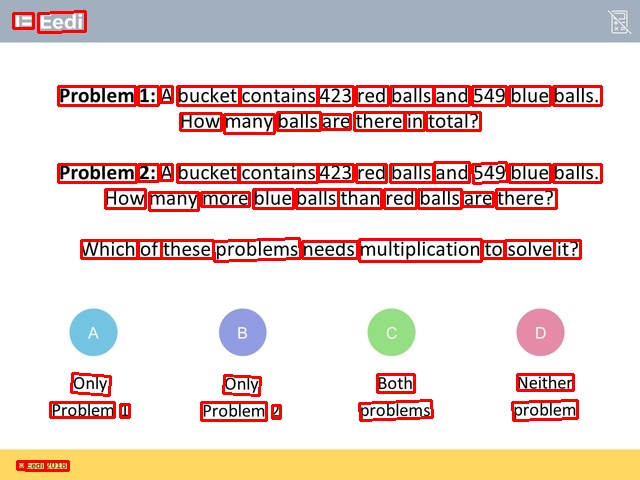 Eedi
Problem 1: A bucket contains 423 red balls and 549 blue balls.
How many balls are there in total?
Problem 2: A bucket contains 423 red balls and 549 blue balls.
How many more blue balls than red balls are there?
Which of these problems needs multiplication to solve it?
A B C D
Only Problem 1
Only Problem 2
Both problems
Neither problem
© Eedi 2018